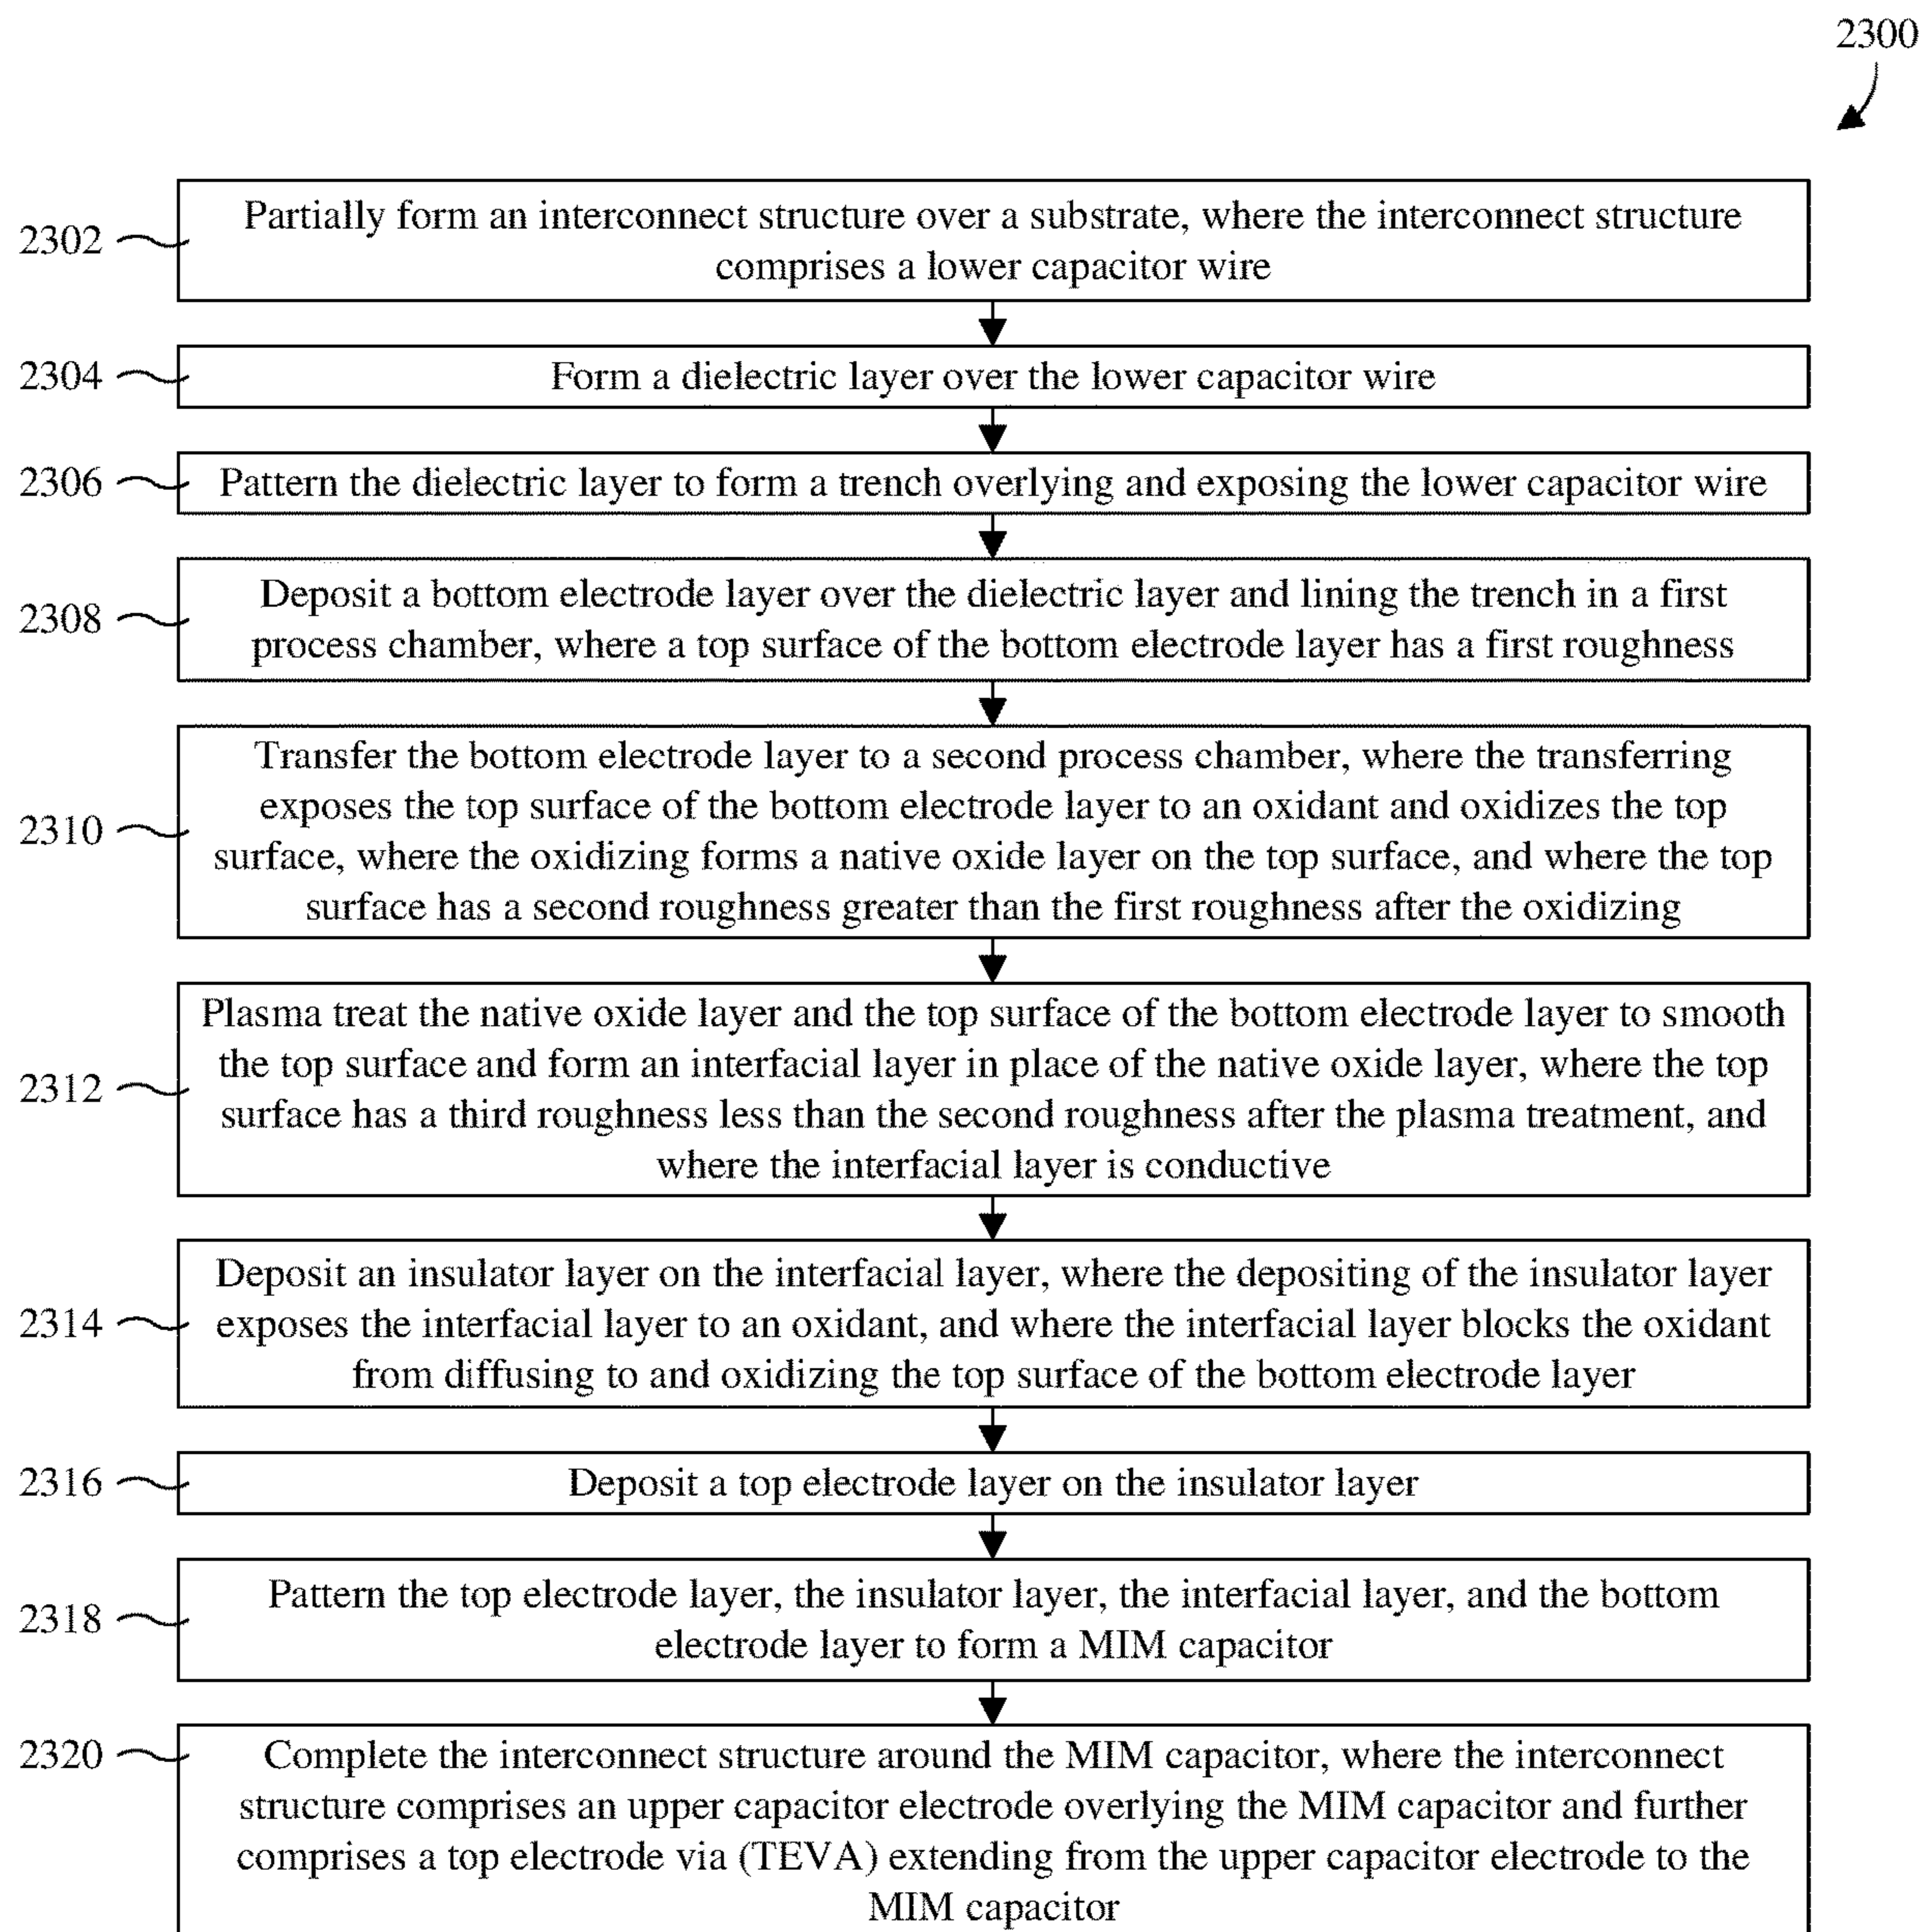 2300
2302
Partially form an interconnect structure over a substrate, where the interconnect structure
comprises a lower capacitor wire
2304
Form a dielectric layer over the lower capacitor wire
2306
Pattern the dielectric layer to form a trench overlying and exposing the lower capacitor wire
2308
Deposit a bottom electrode layer over the dielectric layer and lining the trench in a first
process chamber, where a top surface of the bottom electrode layer has a first roughness
2310
Transfer the bottom electrode layer to a second process chamber, where the transferring
exposes the top surface of the bottom electrode layer to an oxidant and oxidizes the top
surface, where the oxidizing forms a native oxide layer on the top surface, and where the top
surface has a second roughness greater than the first roughness after the oxidizing
2312
Plasma treat the native oxide layer and the top surface of the bottom electrode layer to smooth
the top surface and form an interfacial layer in place of the native oxide layer, where the top
surface has a third roughness less than the second roughness after the plasma treatment, and
where the interfacial layer is conductive
2314
Deposit an insulator layer on the interfacial layer, where the depositing of the insulator layer
exposes the interfacial layer to an oxidant, and where the interfacial layer blocks the oxidant
from diffusing to and oxidizing the top surface of the bottom electrode layer
2316
Deposit a top electrode layer on the insulator layer
2318
Pattern the top electrode layer, the insulator layer, the interfacial layer, and the bottom
electrode layer to form a MIM capacitor
2320
Complete the interconnect structure around the MIM capacitor, where the interconnect
structure comprises an upper capacitor electrode overlying the MIM capacitor and further
comprises a top electrode via (TEVA) extending from the upper capacitor electrode to the
MIM capacitor